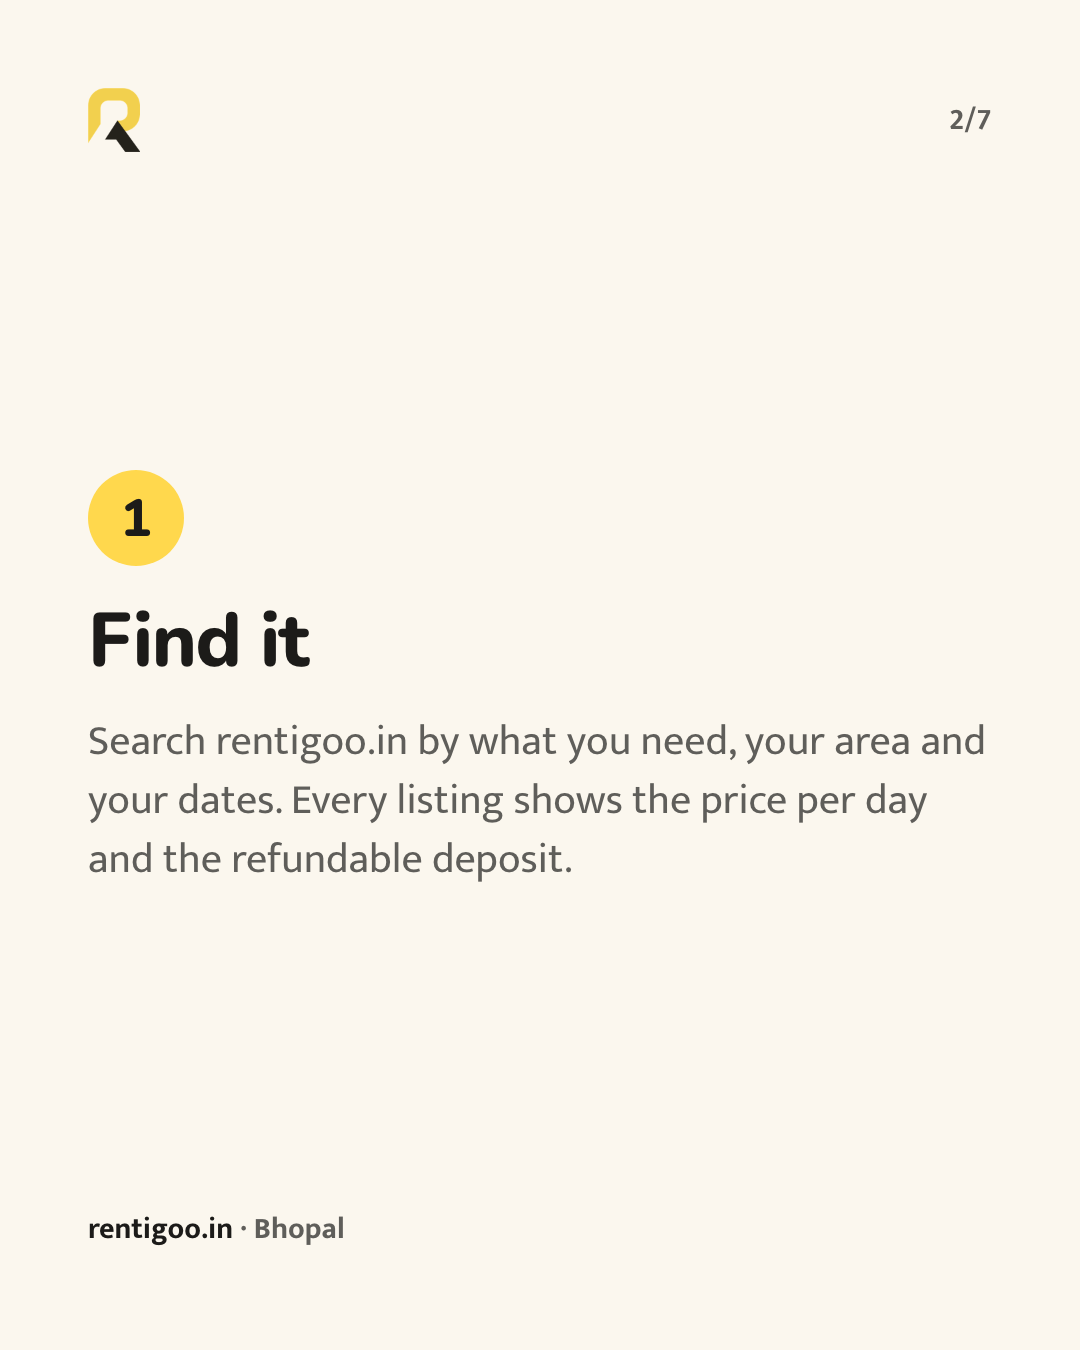 2/7
1
Find it
Search rentigoo.in by what you need, your area and
your dates. Every listing shows the price per day
and the refundable deposit.
rentigoo.in · Bhopal